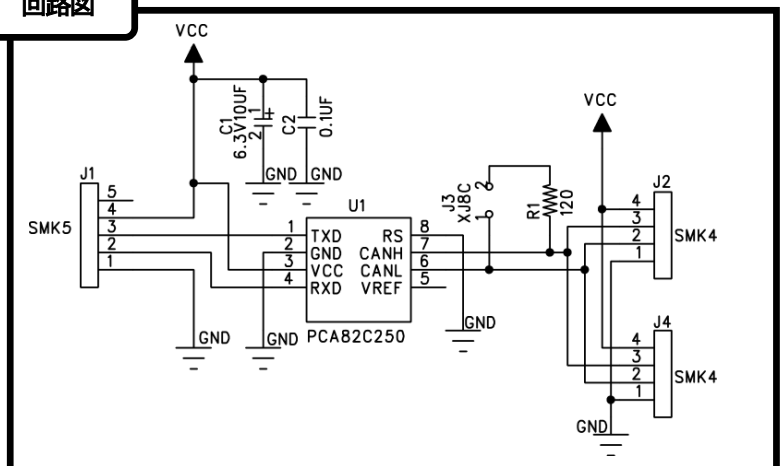 回路図
VCC
C1
6.3V10UF
1
+
2
C2
0.1UF
GND
GND
J1
SMK5
5
4
3
2
1
GND
GND
U1
1
2
3
4
TXD
GND
VCC
RXD
RS
CANH
CANL
VREF
8
7
6
5
PCA82C250
GND
J3
XJ8C
2
1
R1
120
VCC
J2
4
3
2
1
SMK4
J4
4
3
2
1
SMK4
GND